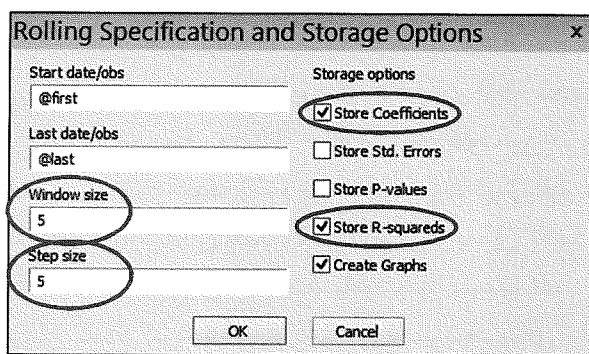 Rolling Specification and Storage Options x
Start date/obs
@first
Last date/obs
@last
Window size
5
Step size
5
Storage options
Store Coefficients
Store Std. Errors
Store P-values
Store R-squareds
Create Graphs
OK
Cancel